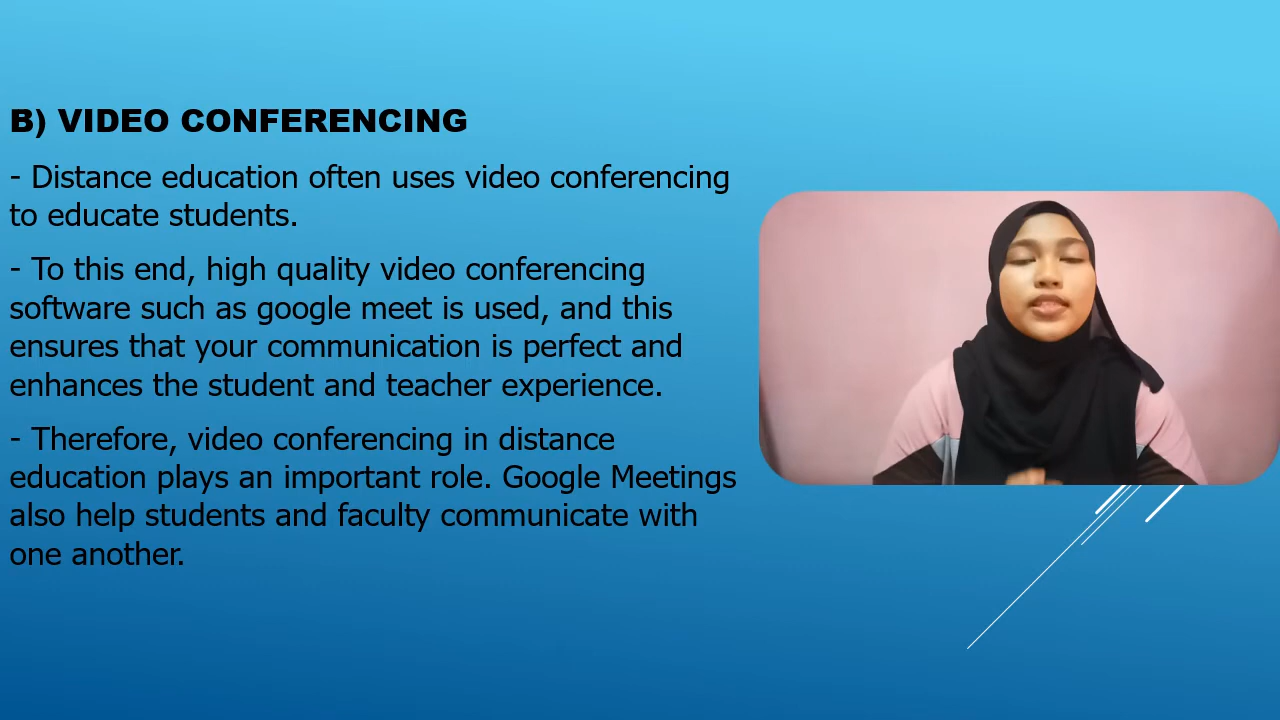 B) VIDEO CONFERENCING
- Distance education often uses video conferencing
to educate students.
- To this end, high quality video conferencing
software such as google meet is used, and this
ensures that your communication is perfect and
enhances the student and teacher experience.
- Therefore, video conferencing in distance
education plays an important role. Google Meetings
also help students and faculty communicate with
one another.